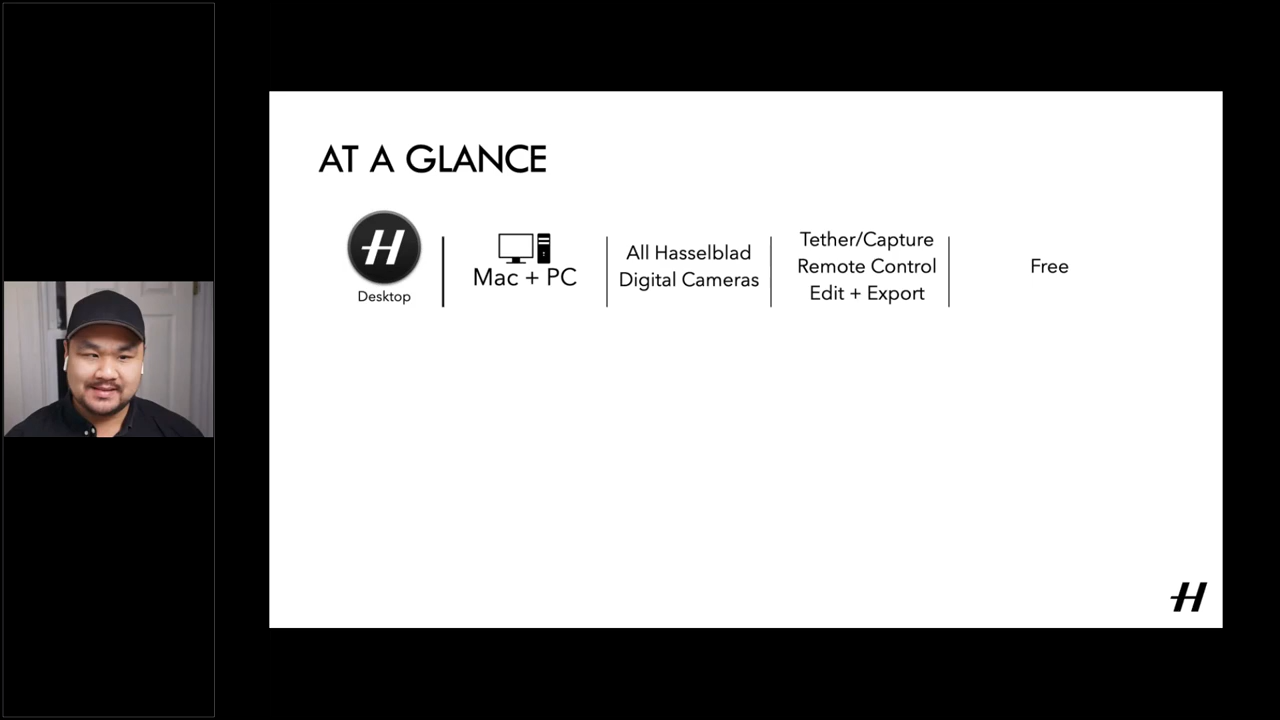 AT A GLANCE
H
Desktop
Mac + PC
All Hasselblad
Digital Cameras
Tether/Capture
Remote Control
Edit + Export
Free
H